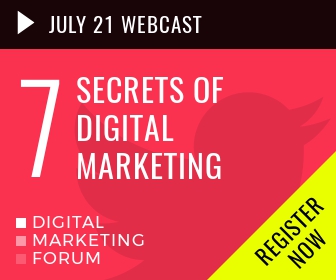 JULY 21 WEBCAST
7
SECRETS OF
DIGITAL
MARKETING
DIGITAL
MARKETING
FORUM
REGISTER
NOW